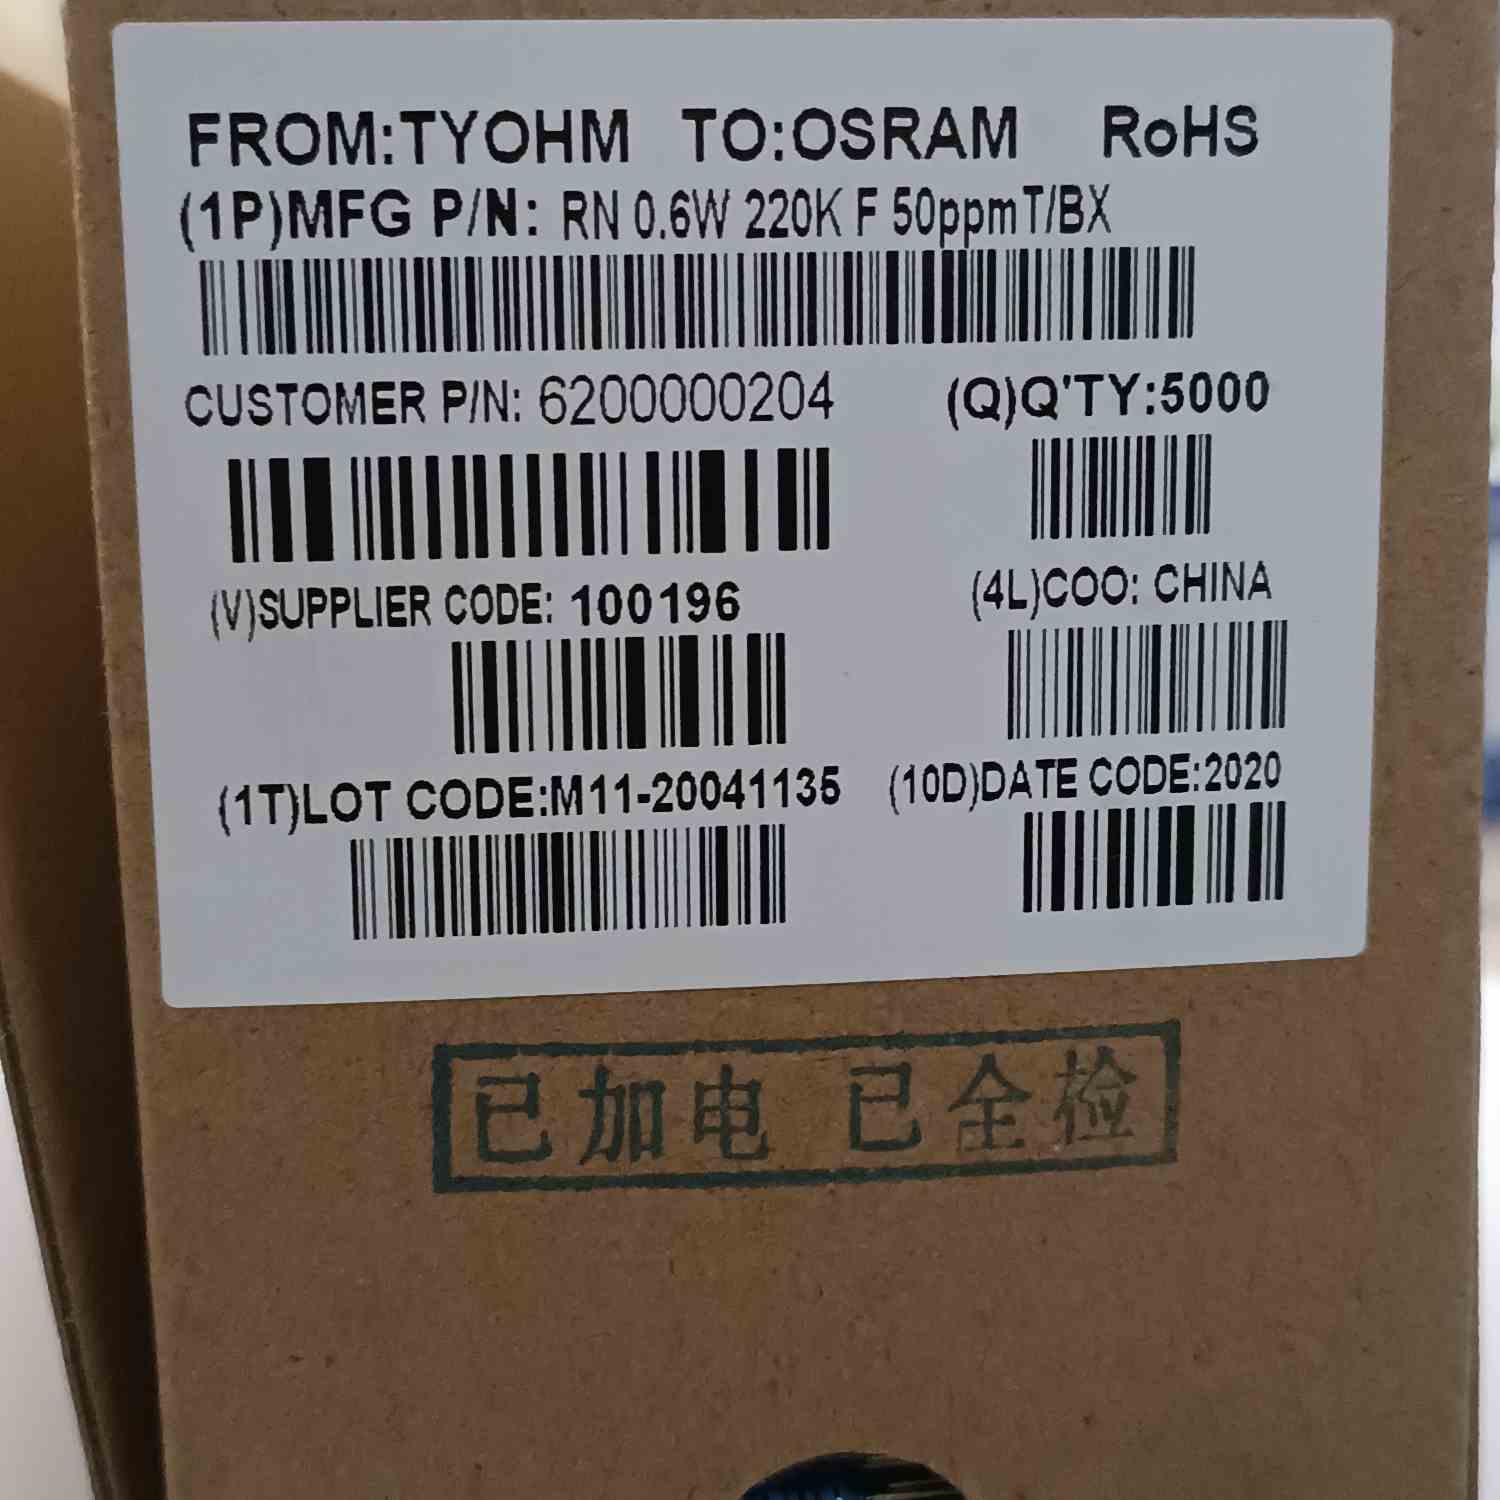 FROM:TYOHM TO:OSRAM RoHS
(1P)MFG P/N: RN 0.6W 220K F 50ppmT/BX
CUSTOMER P/N: 6200000204 (Q)Q'TY:5000
(V)SUPPLIER CODE: 100196 (4L)COO: CHINA
(1T)LOT CODE:M11-20041135 (10D)DATE CODE:2020
已加电 已全检